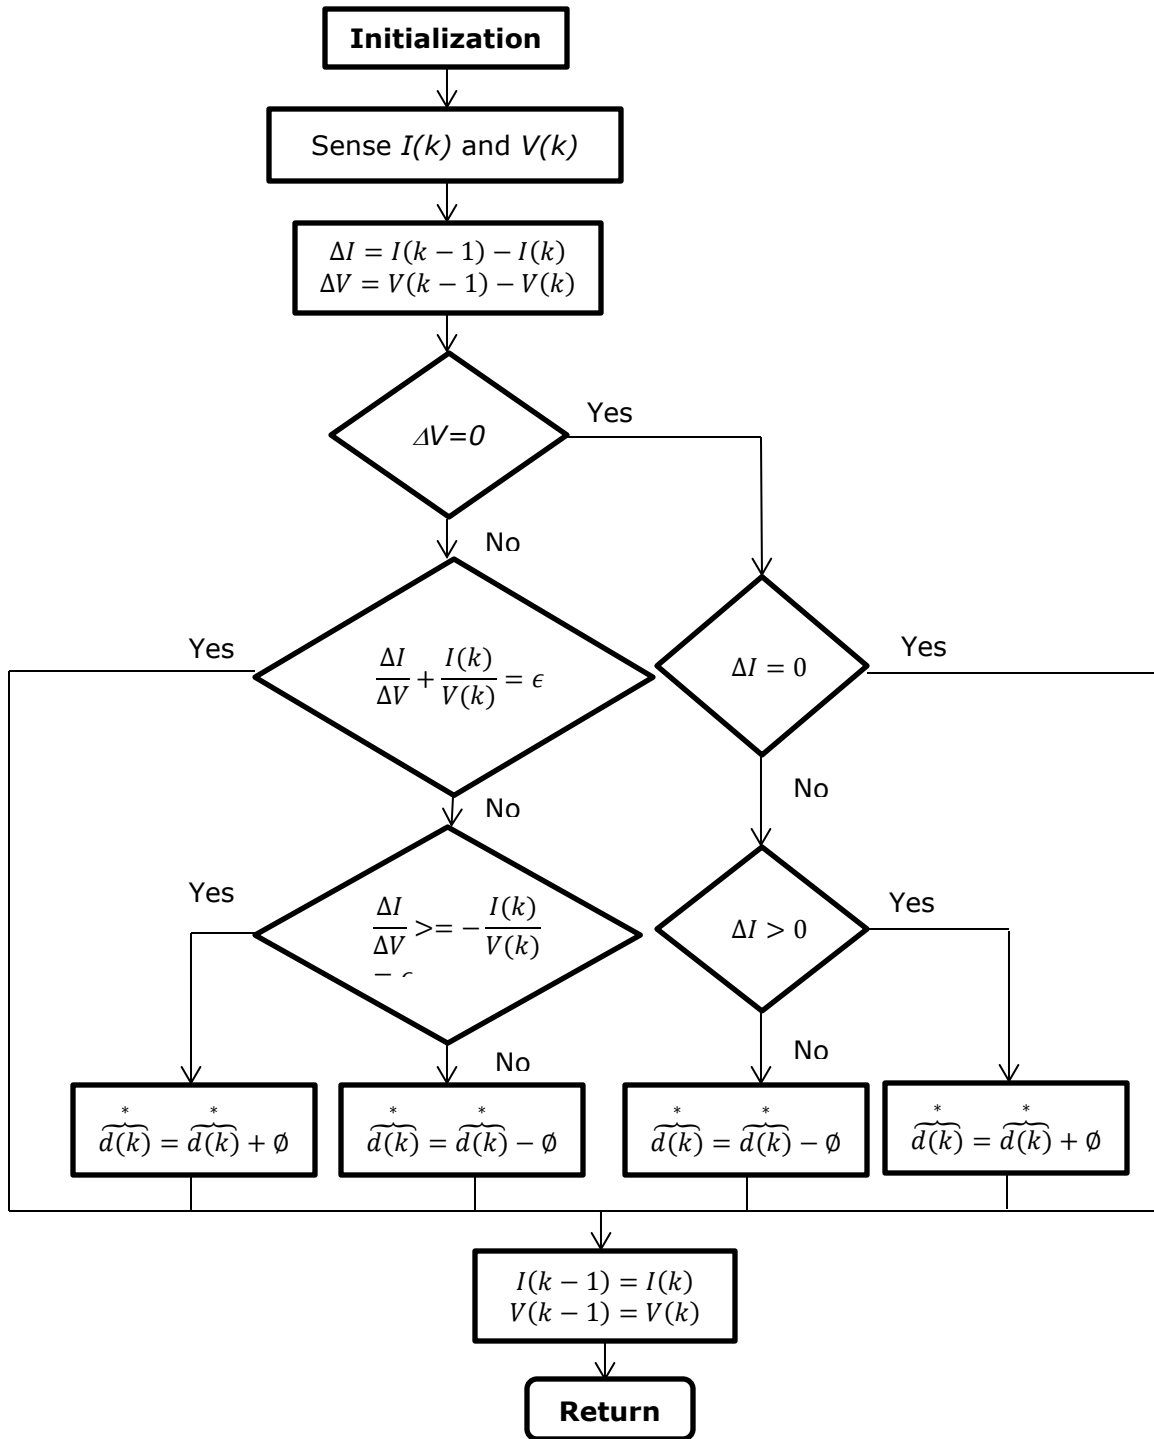 Initialization
Sense I(k) and V(k)
ΔI = I(k − 1) − I(k)
ΔV = V(k − 1) − V(k)
ΔV=0
Yes
No
ΔI/ΔV + I(k)/V(k) = ϵ
Yes
No
ΔI = 0
Yes
No
ΔI/ΔV >= − I(k)/V(k)
Yes
No
ΔI > 0
Yes
No
* *
d(k) = d(k) + ∅
* *
d(k) = d(k) − ∅
* *
d(k) = d(k) − ∅
* *
d(k) = d(k) + ∅
I(k − 1) = I(k)
V(k − 1) = V(k)
Return